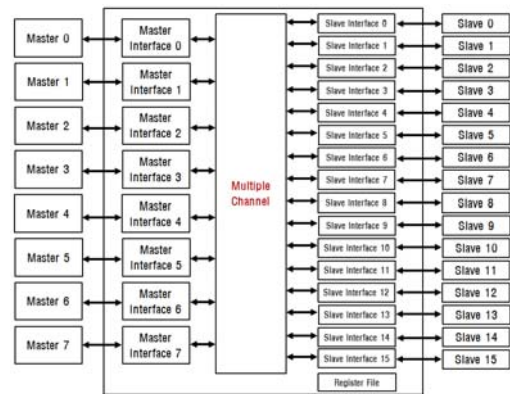 Master 0
Master 1
Master 2
Master 3
Master 4
Master 5
Master 6
Master 7
Master
Interface 0
Master
Interface 1
Master
Interface 2
Master
Interface 3
Master
Interface 4
Master
Interface 5
Master
Interface 6
Master
Interface 7
Multiple
Channel
Slave Interface 0
Slave Interface 1
Slave Interface 2
Slave Interface 3
Slave Interface 4
Slave Interface 5
Slave Interface 6
Slave Interface 7
Slave Interface 8
Slave Interface 9
Slave Interface 10
Slave Interface 11
Slave Interface 12
Slave Interface 13
Slave Interface 14
Slave Interface 15
Register File
Slave 0
Slave 1
Slave 2
Slave 3
Slave 4
Slave 5
Slave 6
Slave 7
Slave 8
Slave 9
Slave 10
Slave 11
Slave 12
Slave 13
Slave 14
Slave 15